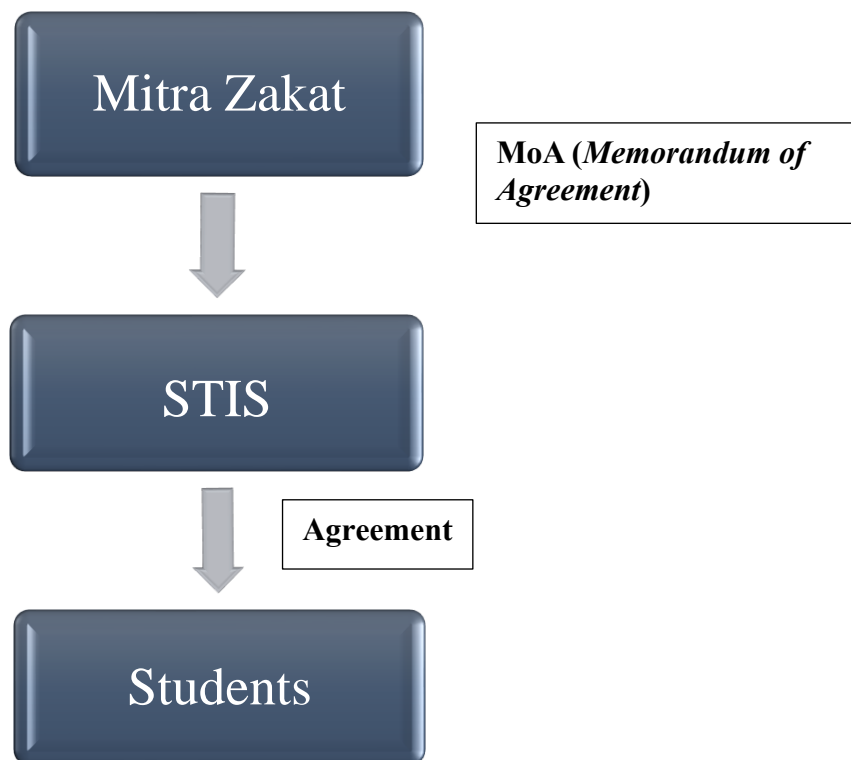 Mitra Zakat
MoA (Memorandum of
Agreement)
STIS
Agreement
Students